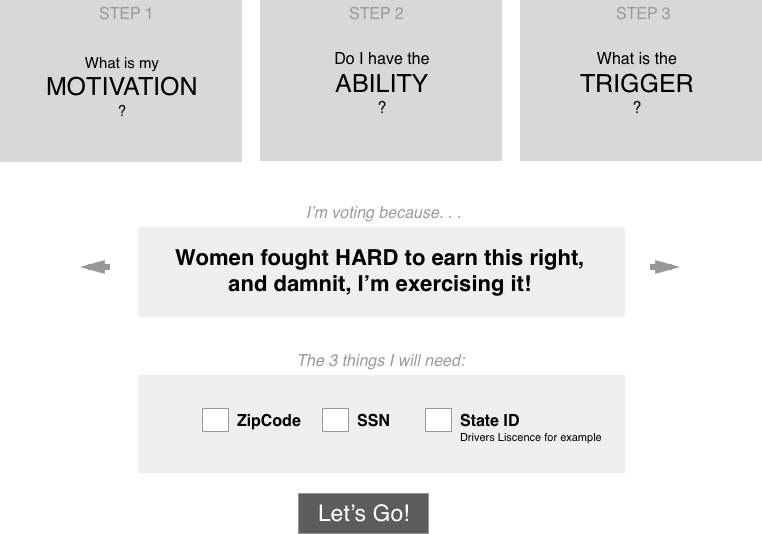 STEP 1
What is my
MOTIVATION
?
STEP 2
Do I have the
ABILITY
?
STEP 3
What is the
TRIGGER
?
I'm voting because. . .
Women fought HARD to earn this right,
and damnit, I'm exercising it!
The 3 things I will need:
ZipCode
SSN
State ID
Drivers Liscence for example
Let's Go!